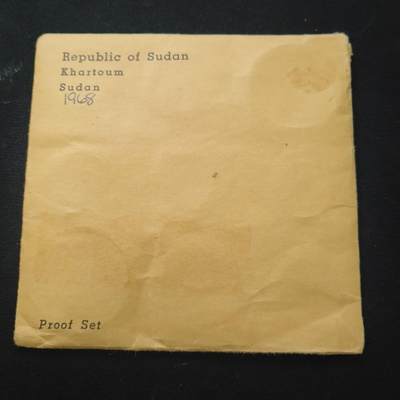 Republic of Sudan
Khartoum
Sudan
1968
Proof Set